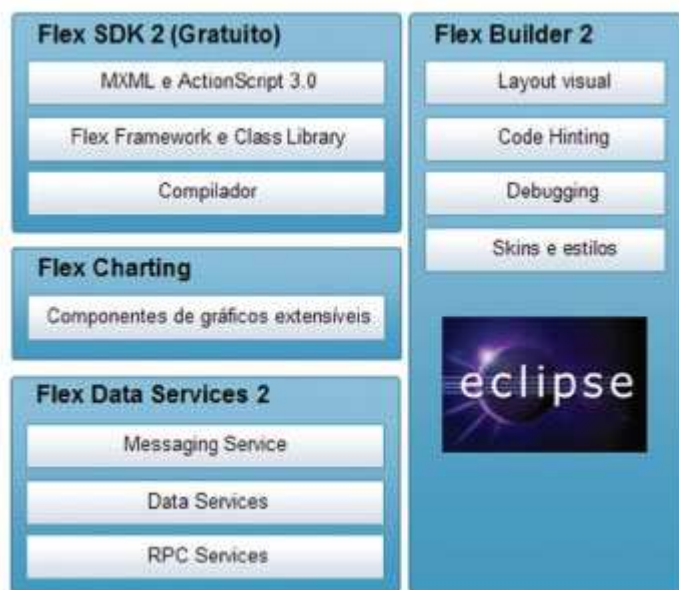 Flex SDK 2 (Gratuito)
MXML e ActionScript 3.0
Flex Framework e Class Library
Compilador
Flex Charting
Componentes de gráficos extensíveis
Flex Data Services 2
Messaging Service
Data Services
RPC Services
Flex Builder 2
Layout visual
Code Hinting
Debugging
Skins e estilos
eclipse